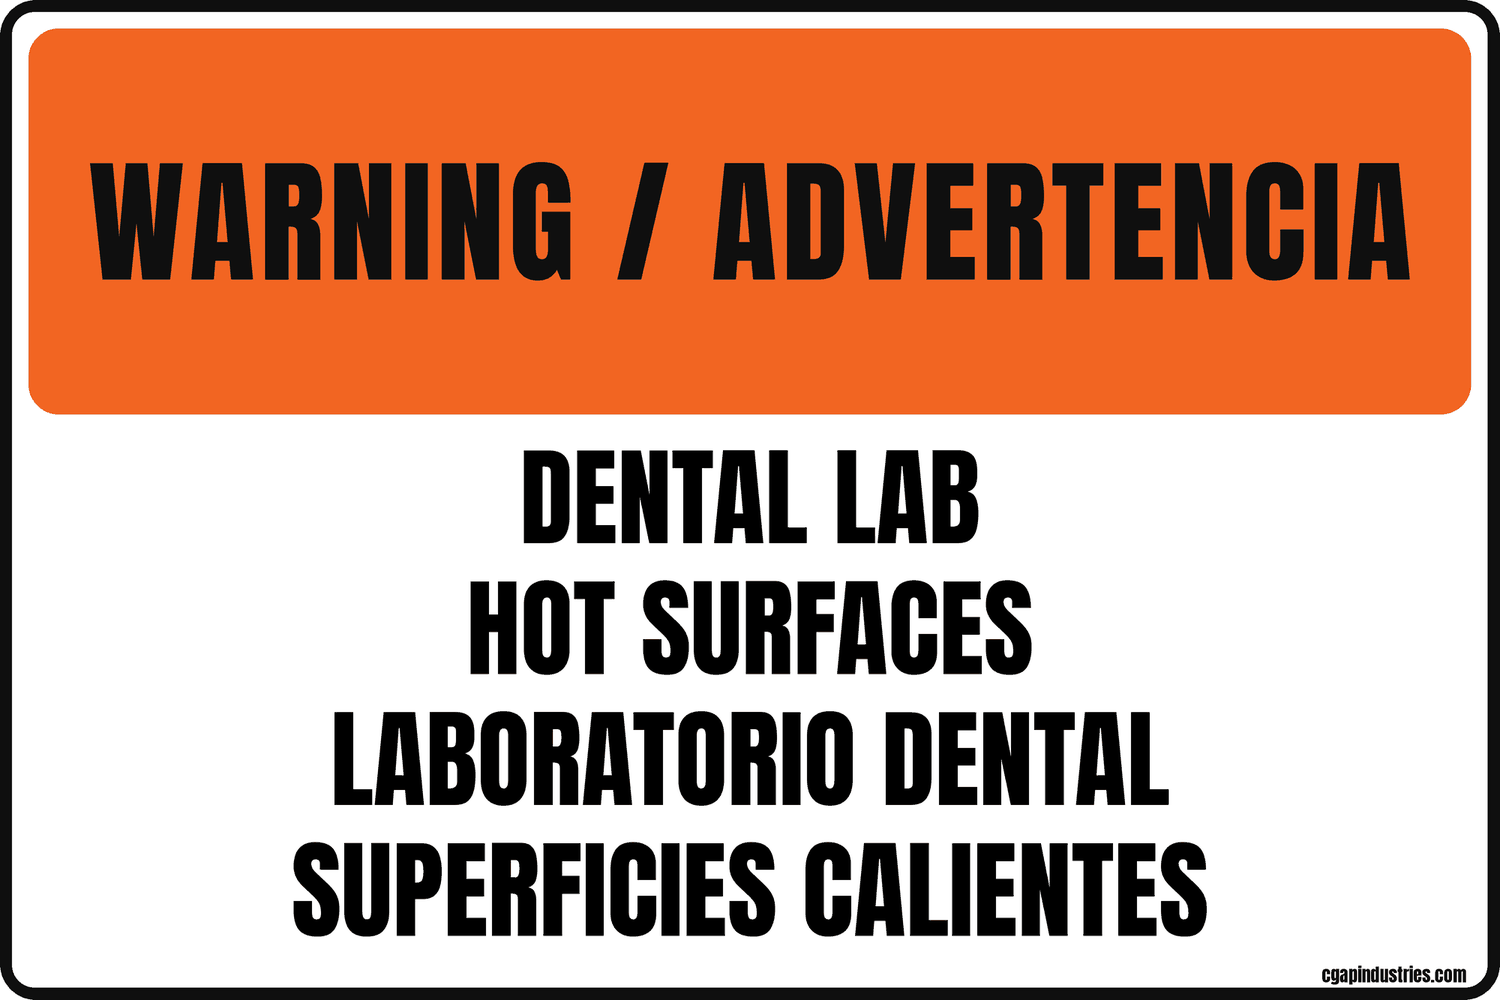 WARNING / ADVERTENCIA
DENTAL LAB
HOT SURFACES
LABORATORIO DENTAL
SUPERFICIES CALIENTES
cgapindustries.com